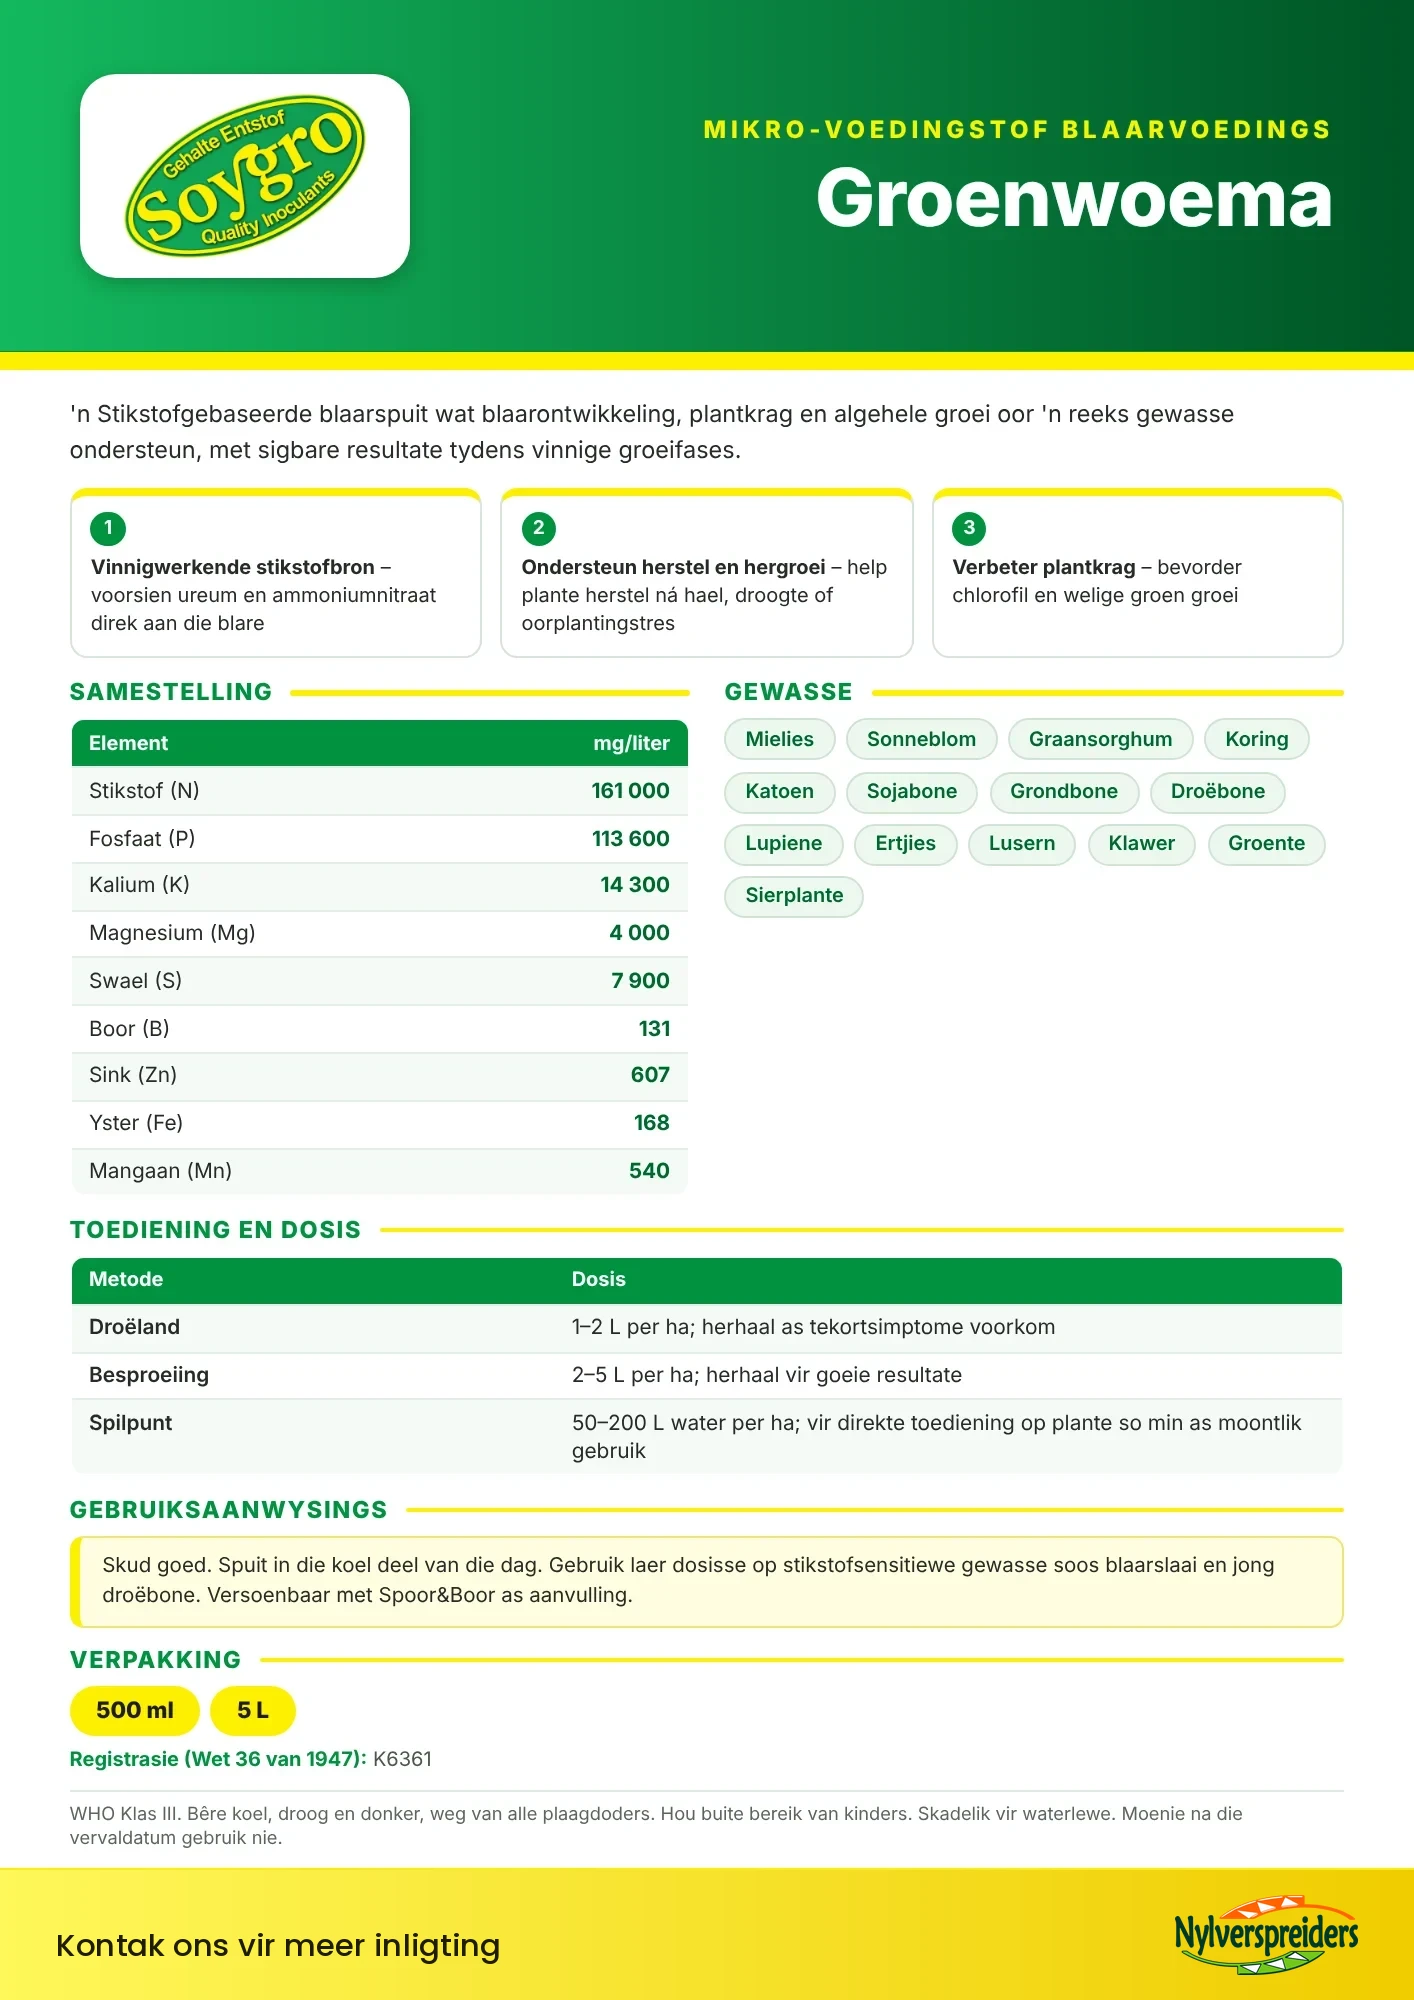 Gehalte Entstof
Soygro
Quality Inoculants
MIKRO-VOEDINGSTOF BLAARVOEDINGS
Groenwoema
'n Stikstofgebaseerde blaarspuit wat blaarontwikkeling, plantkrag en algehele groei oor 'n reeks gewasse
ondersteun, met sigbare resultate tydens vinnige groeifases.
1
Vinnigwerkende stikstofbron –
voorsien ureum en ammoniumnitraat
direk aan die blare
2
Ondersteun herstel en hergroei – help
plante herstel ná hael, droogte of
oorplantingstres
3
Verbeter plantkrag – bevorder
chlorofil en welige groen groei
SAMESTELLING
Element mg/liter
Stikstof (N) 161 000
Fosfaat (P) 113 600
Kalium (K) 14 300
Magnesium (Mg) 4 000
Swael (S) 7 900
Boor (B) 131
Sink (Zn) 607
Yster (Fe) 168
Mangaan (Mn) 540
GEWASSE
Mielies Sonneblom Graansorghum Koring
Katoen Sojabone Grondbone Droëbone
Lupiene Ertjies Lusern Klawer Groente
Sierplante
TOEDIENING EN DOSIS
Metode Dosis
Droëland 1–2 L per ha; herhaal as tekortsimptome voorkom
Besproeiing 2–5 L per ha; herhaal vir goeie resultate
Spilpunt 50–200 L water per ha; vir direkte toediening op plante so min as moontlik
gebruik
GEBRUIKSAANWYSINGS
Skud goed. Spuit in die koel deel van die dag. Gebruik laer dosisse op stikstofsensitiewe gewasse soos blaarslaai en jong
droëbone. Versoenbaar met Spoor&Boor as aanvulling.
VERPAKKING
500 ml 5 L
Registrasie (Wet 36 van 1947): K6361
WHO Klas III. Bêre koel, droog en donker, weg van alle plaagdoders. Hou buite bereik van kinders. Skadelik vir waterlewe. Moenie na die
vervaldatum gebruik nie.
Kontak ons vir meer inligting
Nylverspreiders